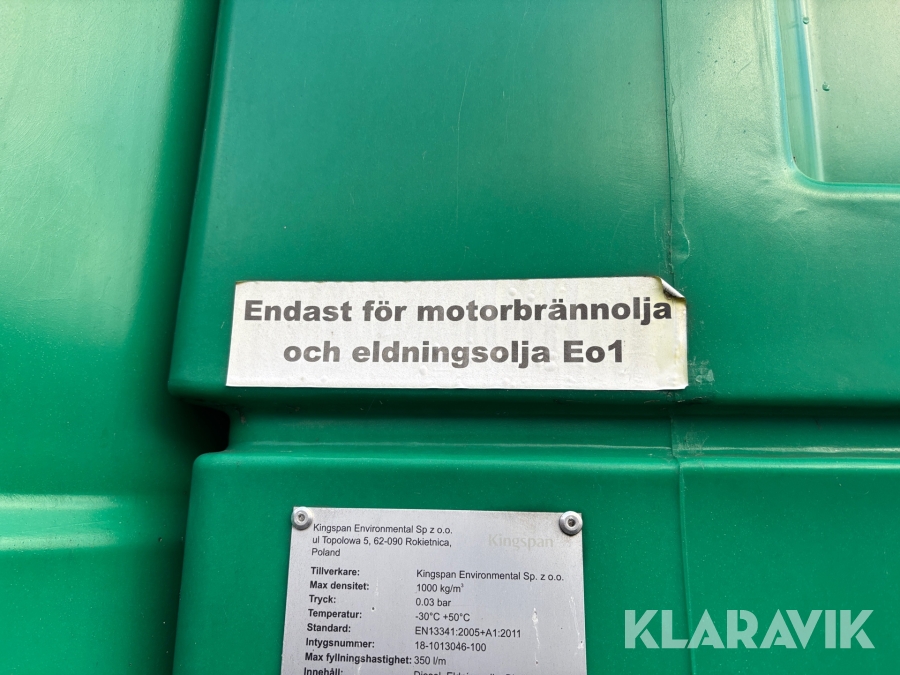 Endast för motorbrännolja
och eldningsolja Eo1
Kingspan Environmental Sp z o.o.
ul Topolowa 5, 62-090 Rokietnica,
Poland
Kingspan
Tillverkare: Kingspan Environmental Sp. z o.o.
Max densitet: 1000 kg/m³
Tryck: 0.03 bar
Temperatur: -30°C +50°C
Standard: EN13341:2005+A1:2011
Intygsnummer: 18-1013046-100
Max fyllningshastighet: 350 l/m
Innehåll: Diesel
KLARAVIK